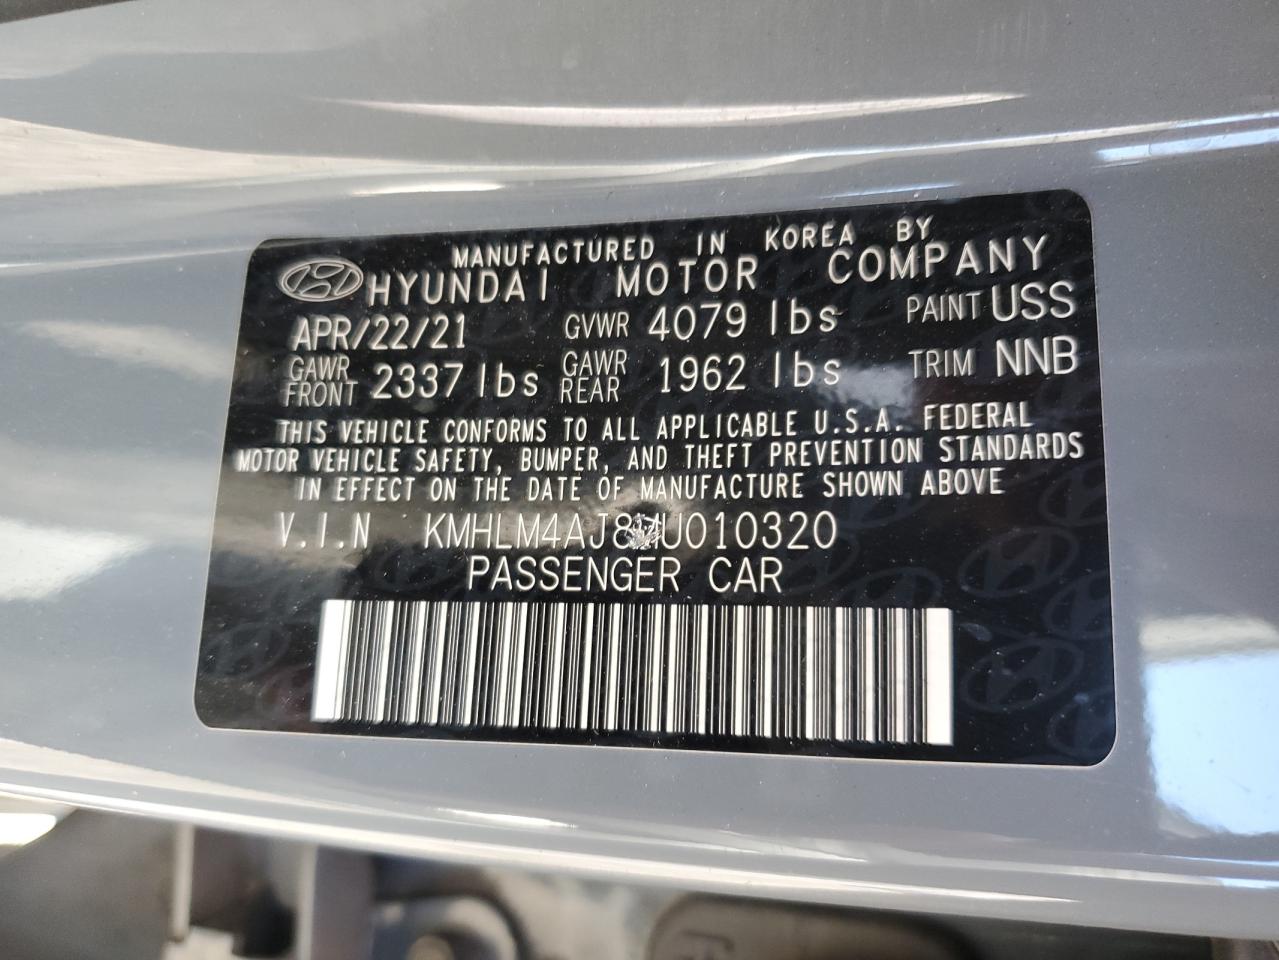 MANUFACTURED IN KOREA BY
HYUNDAI MOTOR COMPANY
APR/22/21 GVWR 4079 lbs PAINT USS
GAWR FRONT 2337 lbs GAWR REAR 1962 lbs TRIM NNB
THIS VEHICLE CONFORMS TO ALL APPLICABLE U.S.A. FEDERAL
MOTOR VEHICLE SAFETY, BUMPER, AND THEFT PREVENTION STANDARDS
IN EFFECT ON THE DATE OF MANUFACTURE SHOWN ABOVE
V.I.N KMHLM4AJ8MU010320
PASSENGER CAR